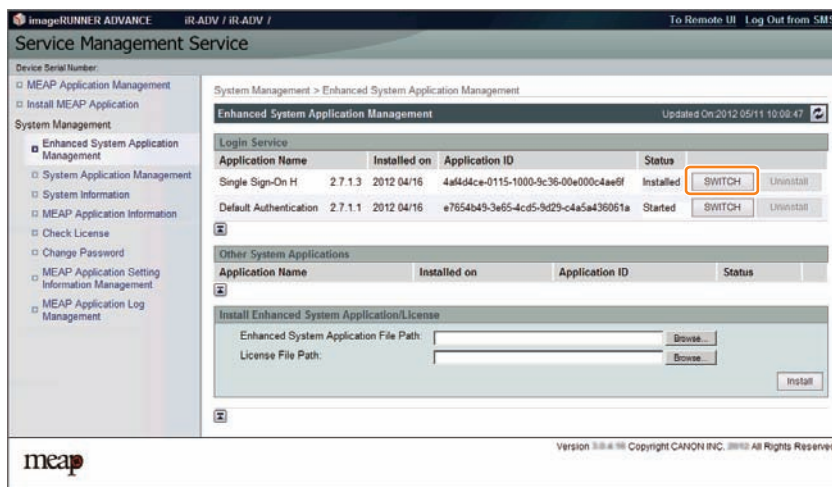 imageRUNNER ADVANCE iR-ADV / iR-ADV / To Remote UI Log Out from SMS
Service Management Service
Device Serial Number:
MEAP Application Management
Install MEAP Application
System Management
Enhanced System Application
Management
System Application Management
System Information
MEAP Application Information
Check License
Change Password
MEAP Application Setting
Information Management
MEAP Application Log
Management
System Management > Enhanced System Application Management
Enhanced System Application Management Updated On:2012 05/11 10:08:47
Login Service
Application Name Installed on Application ID Status
Single Sign-On H 2.7.1.3 2012 04/16 4af4d4ce-0115-1000-9c36-00e000c4ae6f Installed SWITCH Uninstall
Default Authentication 2.7.1.1 2012 04/16 e7654b49-3e65-4cd5-9d29-c4a5a436061a Started SWITCH Uninstall
Other System Applications
Application Name Installed on Application ID Status
Install Enhanced System Application/License
Enhanced System Application File Path: Browse...
License File Path: Browse...
Install
meap
Version Copyright CANON INC. All Rights Reserved